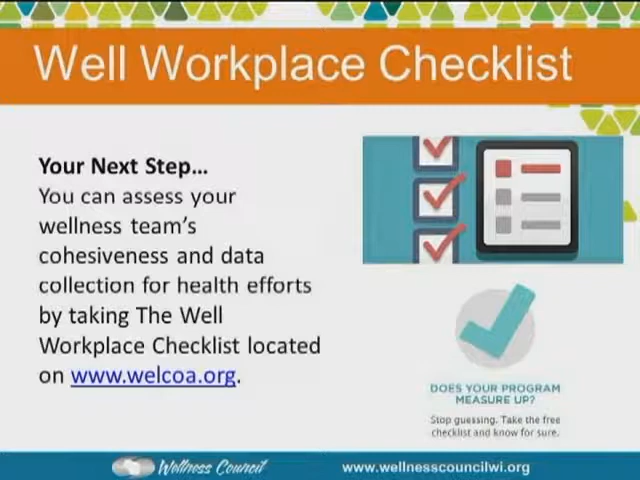 Well Workplace Checklist
Your Next Step…
You can assess your
wellness team's
cohesiveness and data
collection for health efforts
by taking The Well
Workplace Checklist located
on www.welcoa.org.
DOES YOUR PROGRAM
MEASURE UP?
Stop guessing. Take the free
checklist and know for sure.
Wellness Council
www.wellnesscouncilwi.org